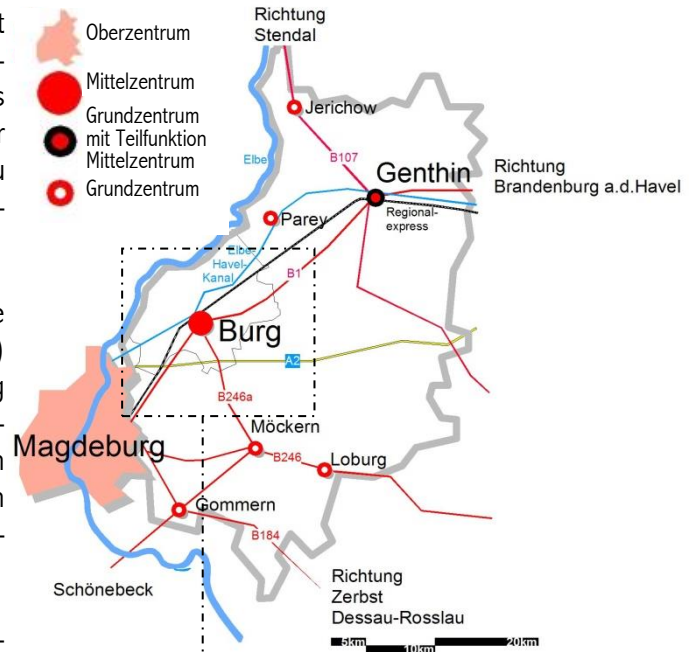 Oberzentrum
Mittelzentrum
Grundzentrum
mit Teilfunktion
Mittelzentrum
Grundzentrum
Richtung
Stendal
Jerichow
B107
Elbe
Genthin
Richtung
Brandenburg a.d.Havel
Regional-
express
Parey
Elbe-
Havel-
Kanal
B1
Burg
A2
B246a
Magdeburg
Möckern
B246
Loburg
Gommern
B184
Schönebeck
Richtung
Zerbst
Dessau-Rosslau
5km
10km
20km